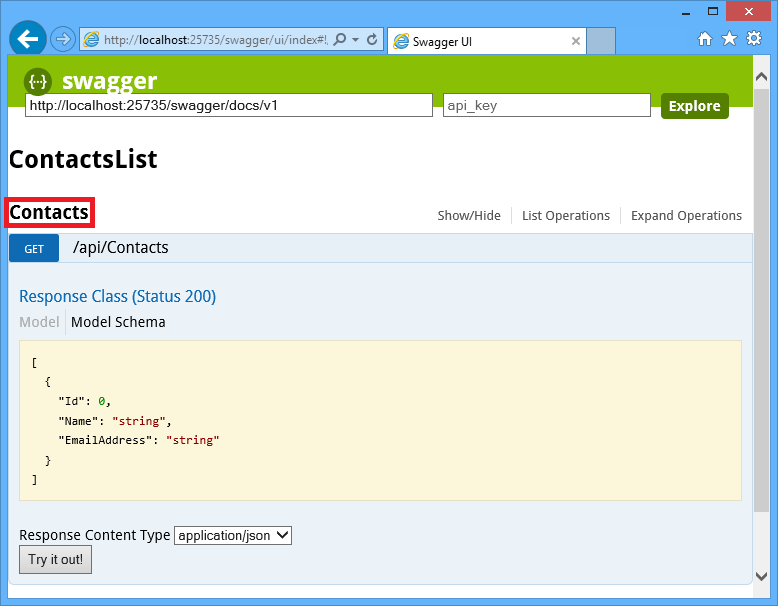 http://localhost:25735/swagger/ui/index#!
Swagger UI
{···} swagger
http://localhost:25735/swagger/docs/v1 api_key Explore
ContactsList
Contacts Show/Hide List Operations Expand Operations
GET /api/Contacts
Response Class (Status 200)
Model Model Schema
[
{
"Id": 0,
"Name": "string",
"EmailAddress": "string"
}
]
Response Content Type application/json
Try it out!